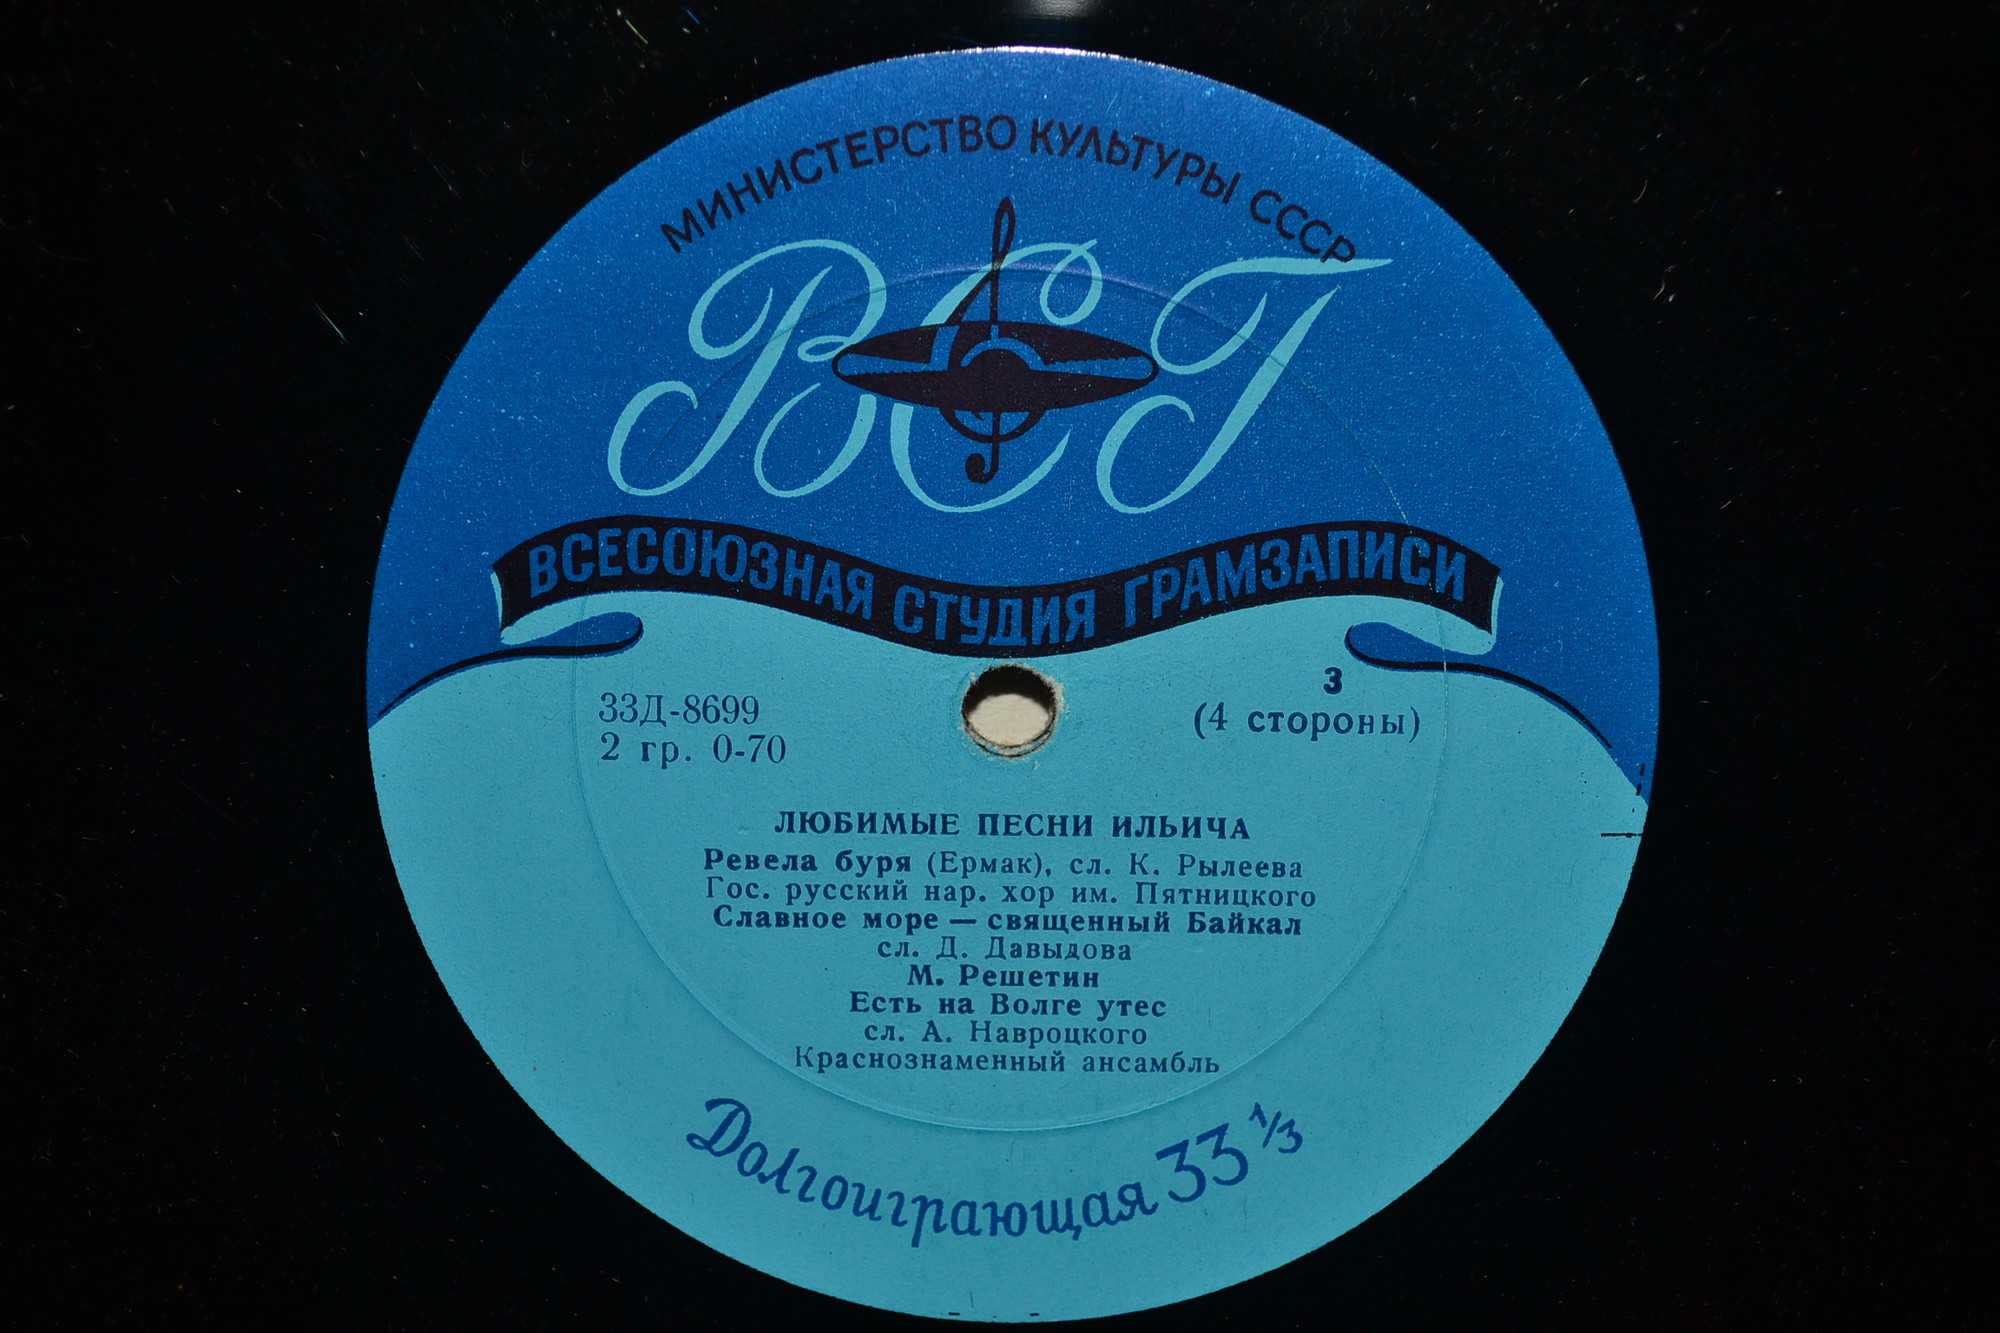 МИНИСТЕРСТВО КУЛЬТУРЫ СССР
ВСГ
ВСЕСОЮЗНАЯ СТУДИЯ ГРАМЗАПИСИ
33Д-8699
2 гр. 0-70
3
(4 стороны)
ЛЮБИМЫЕ ПЕСНИ ИЛЬИЧА
Ревела буря (Ермак), сл. К. Рылеева
Гос. русский нар. хор им. Пятницкого
Славное море — священный Байкал
сл. Д. Давыдова
М. Решетин
Есть на Волге утес
сл. А. Навроцкого
Краснознаменный ансамбль
Долгоиграющая 33 1/3